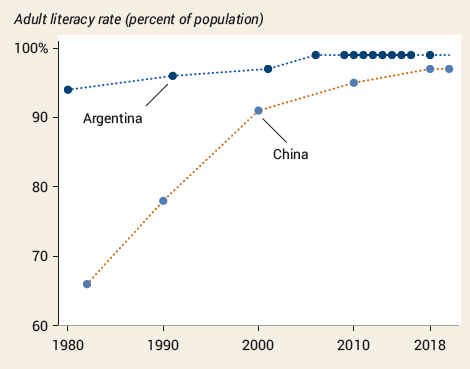 Adult literacy rate (percent of population)
100%
90
80
70
60
Argentina
China
1980 1990 2000 2010 2018